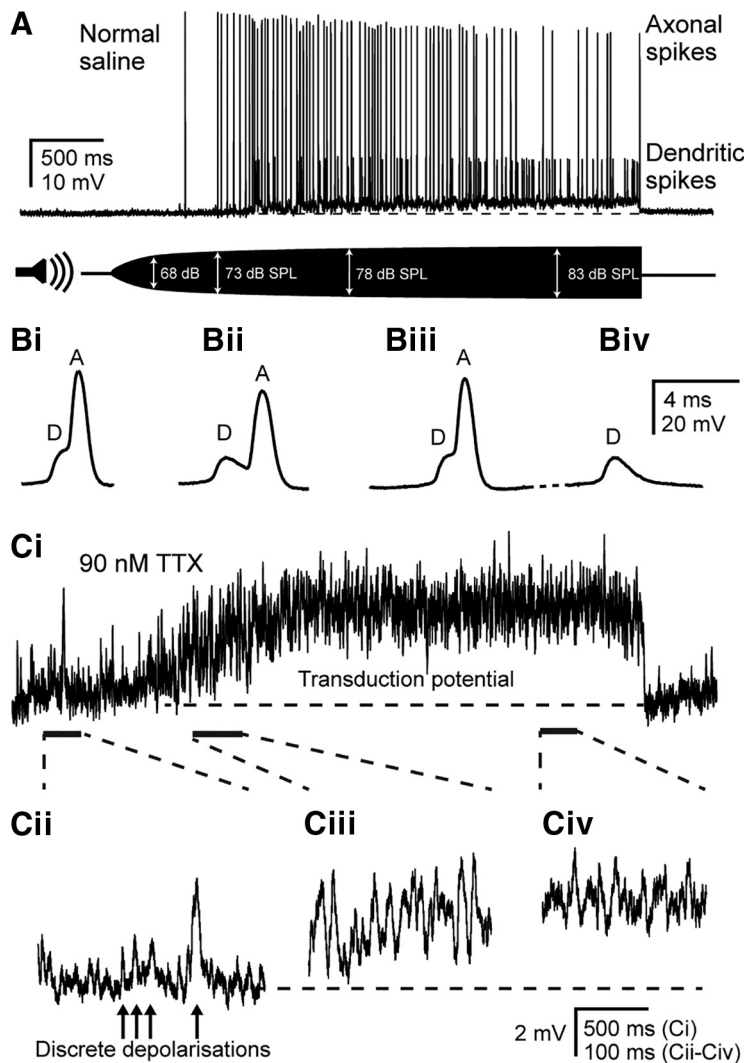 A
Normal
saline
Axonal
spikes
500 ms
10 mV
Dendritic
spikes
68 dB
73 dB SPL
78 dB SPL
83 dB SPL
Bi
Bii
Biii
Biv
A
D
A
D
A
D
D
4 ms
20 mV
Ci
90 nM TTX
Transduction potential
Cii
Ciii
Civ
Discrete depolarisations
2 mV
500 ms (Ci)
100 ms (Cii-Civ)